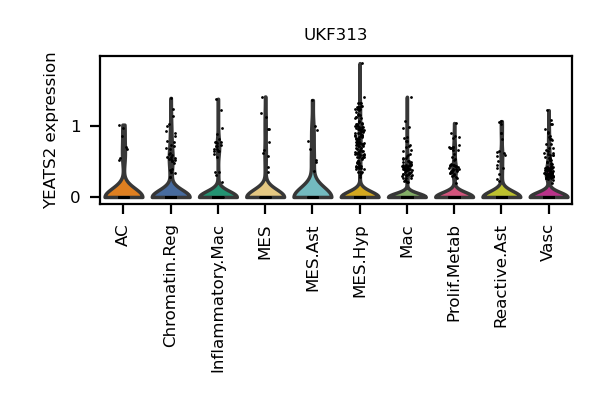 UKF313
YEATS2 expression
1
0
AC
Chromatin.Reg
Inflammatory.Mac
MES
MES.Ast
MES.Hyp
Mac
Prolif.Metab
Reactive.Ast
Vasc